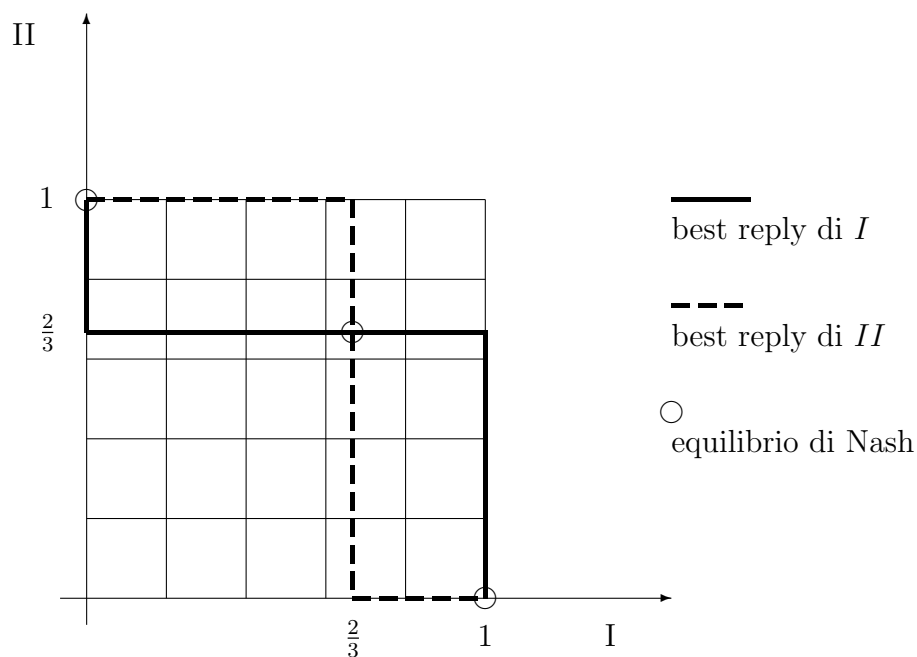 II
1
2/3
2/3
1
I
best reply di I
best reply di II
equilibrio di Nash